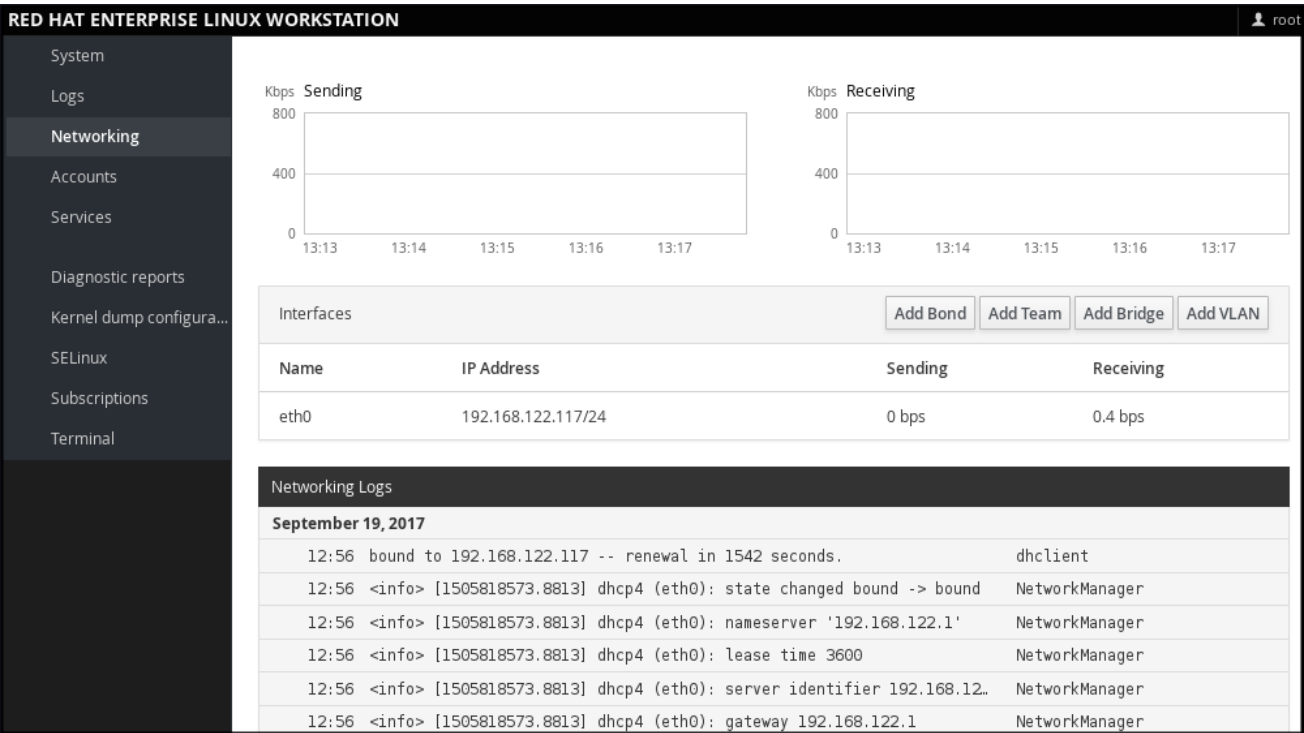 RED HAT ENTERPRISE LINUX WORKSTATION root
System
Logs
Networking
Accounts
Services
Diagnostic reports
Kernel dump configura...
SELinux
Subscriptions
Terminal
Kbps Sending
800
400
0
13:13 13:14 13:15 13:16 13:17
Kbps Receiving
800
400
0
13:13 13:14 13:15 13:16 13:17
Interfaces Add Bond Add Team Add Bridge Add VLAN
Name IP Address Sending Receiving
eth0 192.168.122.117/24 0 bps 0.4 bps
Networking Logs
September 19, 2017
12:56 bound to 192.168.122.117 -- renewal in 1542 seconds. dhclient
12:56 <info> [1505818573.8813] dhcp4 (eth0): state changed bound -> bound NetworkManager
12:56 <info> [1505818573.8813] dhcp4 (eth0): nameserver '192.168.122.1' NetworkManager
12:56 <info> [1505818573.8813] dhcp4 (eth0): lease time 3600 NetworkManager
12:56 <info> [1505818573.8813] dhcp4 (eth0): server identifier 192.168.12… NetworkManager
12:56 <info> [1505818573.8813] dhcp4 (eth0): gateway 192.168.122.1 NetworkManager